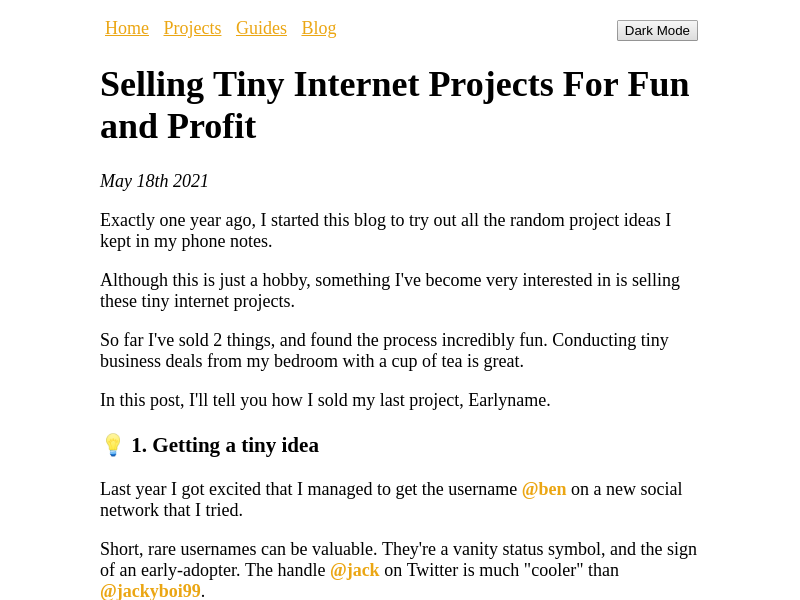 Home Projects Guides Blog
Dark Mode
Selling Tiny Internet Projects For Fun
and Profit
May 18th 2021
Exactly one year ago, I started this blog to try out all the random project ideas I
kept in my phone notes.
Although this is just a hobby, something I've become very interested in is selling
these tiny internet projects.
So far I've sold 2 things, and found the process incredibly fun. Conducting tiny
business deals from my bedroom with a cup of tea is great.
In this post, I'll tell you how I sold my last project, Earlyname.
💡 1. Getting a tiny idea
Last year I got excited that I managed to get the username @ben on a new social
network that I tried.
Short, rare usernames can be valuable. They're a vanity status symbol, and the sign
of an early-adopter. The handle @jack on Twitter is much "cooler" than
@jackyboi99.